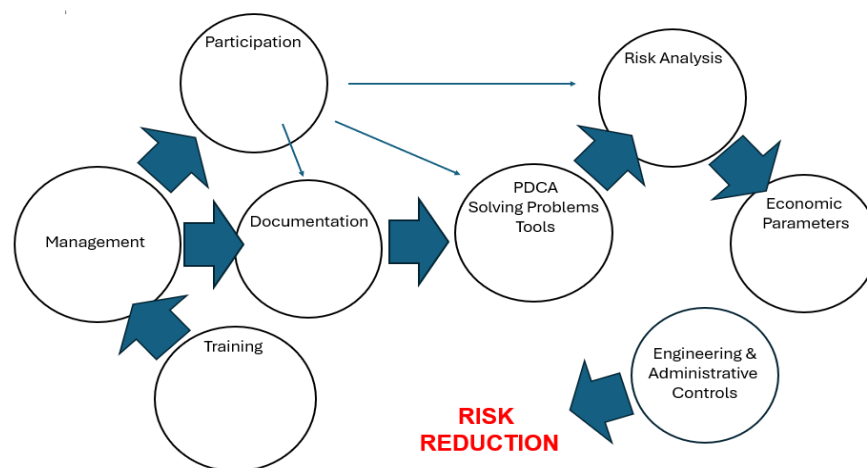 Participation
Risk Analysis
Management
Documentation
PDCA
Solving Problems
Tools
Economic
Parameters
Training
Engineering &
Administrative
Controls
RISK
REDUCTION